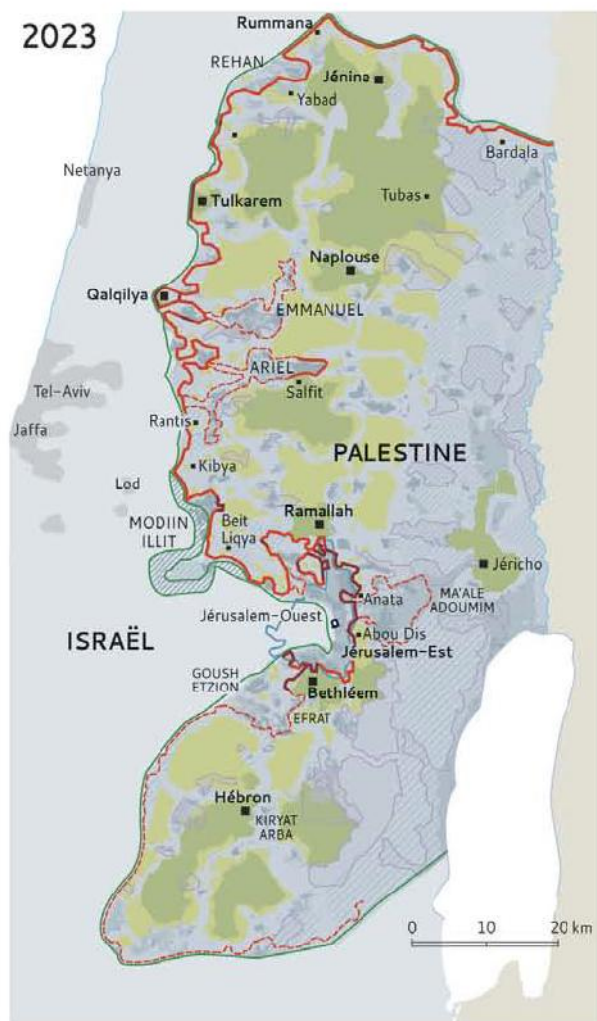 2023
Rummana
REHAN
Jénine
Yabad
Bardala
Netanya
Tulkarem
Tubas
Naplouse
Qalqilya
EMMANUEL
ARIEL
Salfit
Tel-Aviv
Rantis
Jaffa
PALESTINE
Kibya
Lod
Ramallah
MODIIN
ILLIT
Beit
Liqya
Jéricho
Anata
MA'ALE
ADOUMIM
Jérusalem-Ouest
Abou Dis
ISRAËL
Jérusalem-Est
GOUSH
ETZION
Bethléem
EFRAT
Hébron
KIRYAT
ARBA
0 10 20 km